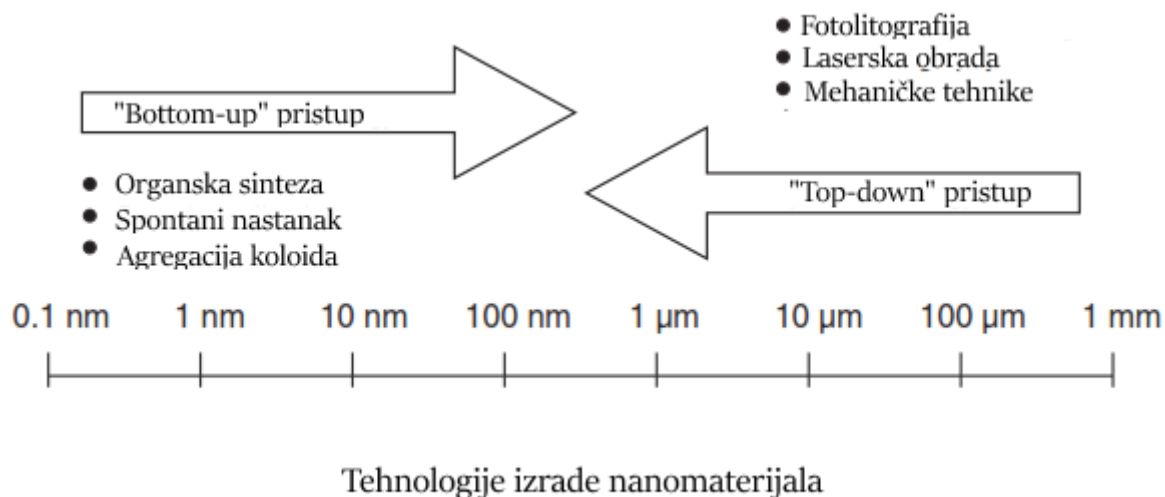 • Fotolitografija
• Laserska obrada
• Mehaničke tehnike
"Bottom-up" pristup
• Organska sinteza
• Spontani nastanak
• Agregacija koloida
"Top-down" pristup
0.1 nm 1 nm 10 nm 100 nm 1 µm 10 µm 100 µm 1 mm
Tehnologije izrade nanomaterijala